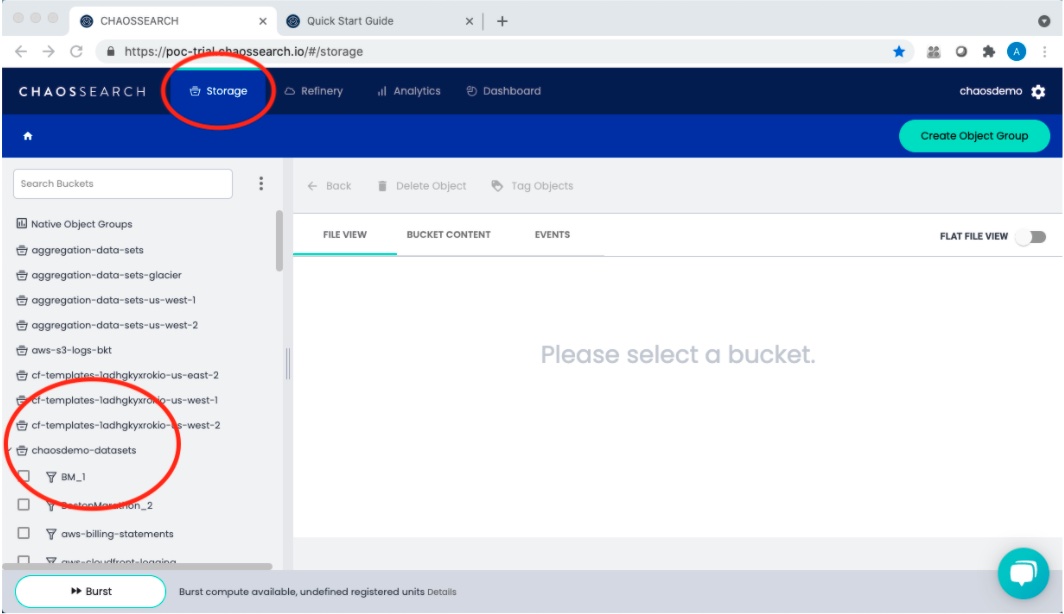 CHAOSSEARCH
Quick Start Guide
https://poc-trial.chaossearch.io/#/storage
A
CHAOSSEARCH Storage Refinery Analytics Dashboard chaosdemo
Create Object Group
Search Buckets
Back Delete Object Tag Objects
Native Object Groups
FILE VIEW BUCKET CONTENT EVENTS FLAT FILE VIEW
aggregation-data-sets
aggregation-data-sets-glacier
aggregation-data-sets-us-west-1
aggregation-data-sets-us-west-2
aws-s3-logs-bkt
Please select a bucket.
cf-templates-1adhgkyxrokio-us-east-2
cf-templates-1adhgkyxrokio-us-west-1
cf-templates-1adhgkyxrokio-us-west-2
chaosdemo-datasets
BM_1
BostonMarathon_2
aws-billing-statements
aws-cloudfront-logging
Burst
Burst compute available, undefined registered units Details